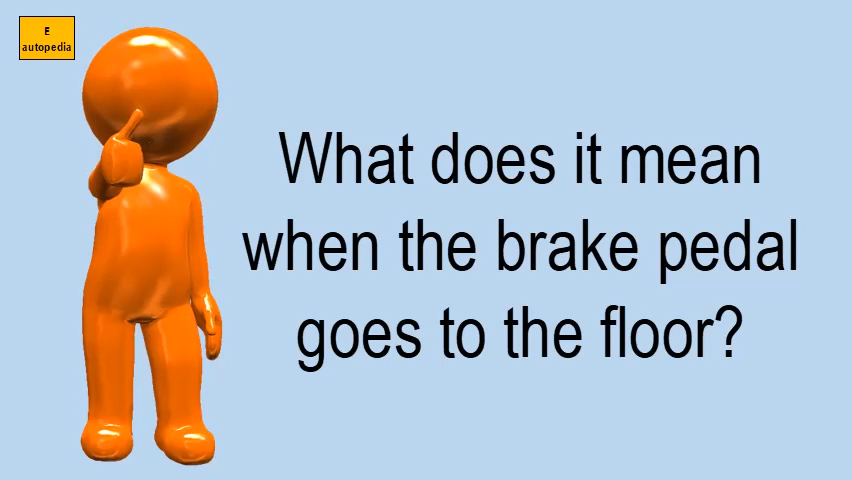 E
autopedia
What does it mean
when the brake pedal
goes to the floor?